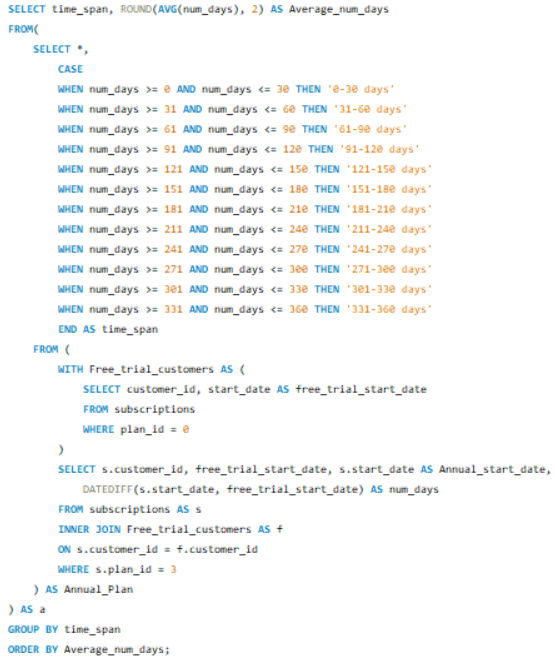 SELECT time_span, ROUND(AVG(num_days), 2) AS Average_num_days
FROM(
    SELECT *,
        CASE
        WHEN num_days >= 0 AND num_days <= 30 THEN '0-30 days'
        WHEN num_days >= 31 AND num_days <= 60 THEN '31-60 days'
        WHEN num_days >= 61 AND num_days <= 90 THEN '61-90 days'
        WHEN num_days >= 91 AND num_days <= 120 THEN '91-120 days'
        WHEN num_days >= 121 AND num_days <= 150 THEN '121-150 days'
        WHEN num_days >= 151 AND num_days <= 180 THEN '151-180 days'
        WHEN num_days >= 181 AND num_days <= 210 THEN '181-210 days'
        WHEN num_days >= 211 AND num_days <= 240 THEN '211-240 days'
        WHEN num_days >= 241 AND num_days <= 270 THEN '241-270 days'
        WHEN num_days >= 271 AND num_days <= 300 THEN '271-300 days'
        WHEN num_days >= 301 AND num_days <= 330 THEN '301-330 days'
        WHEN num_days >= 331 AND num_days <= 360 THEN '331-360 days'
        END AS time_span
    FROM (
        WITH Free_trial_customers AS (
            SELECT customer_id, start_date AS free_trial_start_date
            FROM subscriptions
            WHERE plan_id = 0
        )
        SELECT s.customer_id, free_trial_start_date, s.start_date AS Annual_start_date,
            DATEDIFF(s.start_date, free_trial_start_date) AS num_days
        FROM subscriptions AS s
        INNER JOIN Free_trial_customers AS f
        ON s.customer_id = f.customer_id
        WHERE s.plan_id = 3
    ) AS Annual_Plan
) AS a
GROUP BY time_span
ORDER BY Average_num_days;